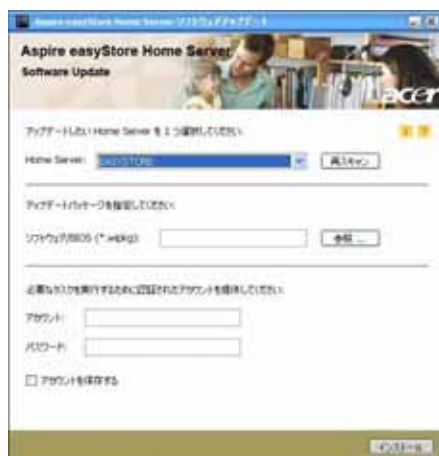 Aspire easyStore Home Server ソフトウェアアップデート
Aspire easyStore Home Server
Software Update
acer
アップデートしたい Home Server を 1 つ選択してください:
Home Server: EASYSTORE 再スキャン
アップデートパッケージを指定してください:
ソフトウェア/BIOS (*.wpkg): 参照 ...
必要なタスクを実行するために認証されたアカウントを提供してください:
アカウント:
パスワード:
アカウントを保存する
インストール